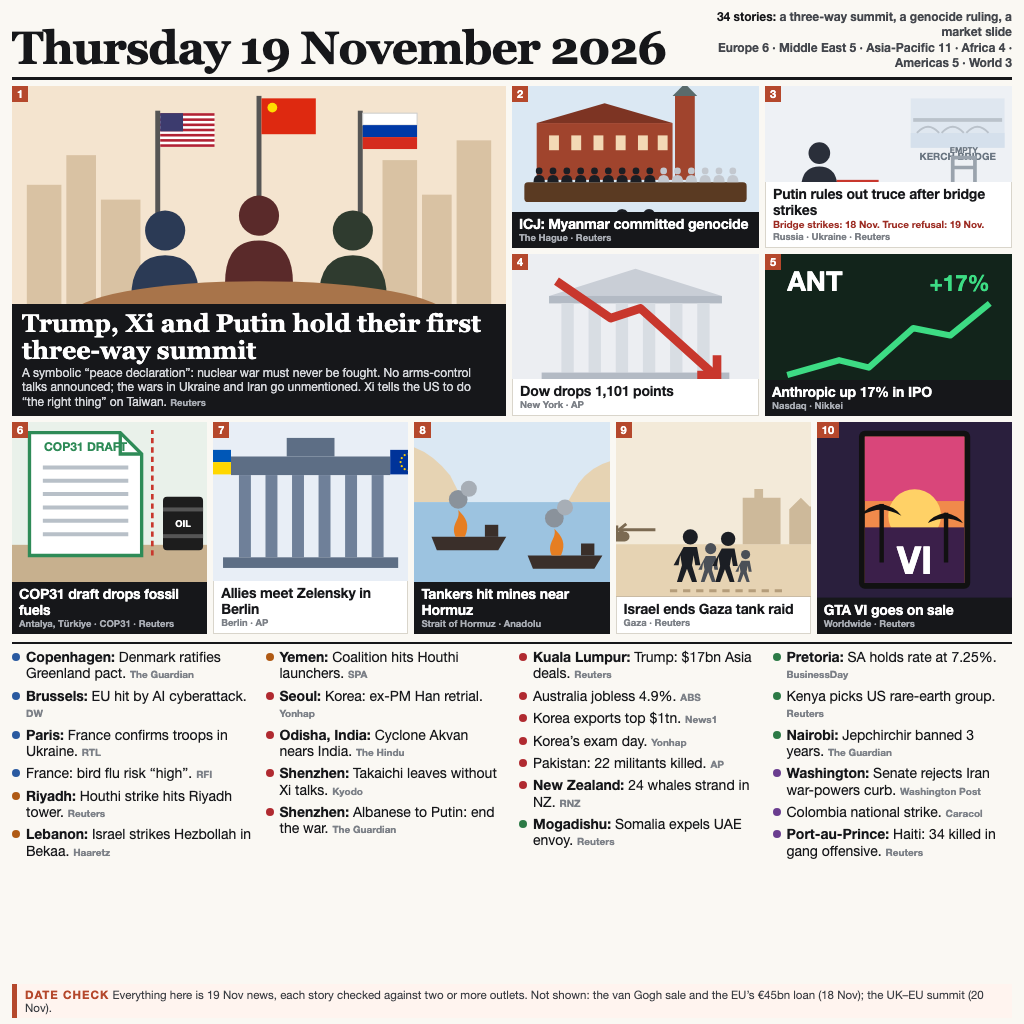 Thursday 19 November 2026
34 stories: a three-way summit, a genocide ruling, a
market slide
Europe 6 · Middle East 5 · Asia-Pacific 11 · Africa 4 ·
Americas 5 · World 3
1
Trump, Xi and Putin hold their first
three-way summit
A symbolic “peace declaration”: nuclear war must never be fought. No arms-control
talks announced; the wars in Ukraine and Iran go unmentioned. Xi tells the US to do
“the right thing” on Taiwan. Reuters
2
ICJ: Myanmar committed genocide
The Hague · Reuters
3
EMPTY
KERCH BRIDGE
Putin rules out truce after bridge
strikes
Bridge strikes: 18 Nov. Truce refusal: 19 Nov.
Russia · Ukraine · Reuters
4
Dow drops 1,101 points
New York · AP
5
ANT
+17%
Anthropic up 17% in IPO
Nasdaq · Nikkei
6
COP31 DRAFT
OIL
COP31 draft drops fossil
fuels
Antalya, Türkiye · COP31 · Reuters
7
Allies meet Zelensky in
Berlin
Berlin · AP
8
Tankers hit mines near
Hormuz
Strait of Hormuz · Anadolu
9
Israel ends Gaza tank raid
Gaza · Reuters
10
VI
GTA VI goes on sale
Worldwide · Reuters
Copenhagen: Denmark ratifies
Greenland pact. The Guardian
Brussels: EU hit by AI cyberattack.
DW
Paris: France confirms troops in
Ukraine. RTL
France: bird flu risk “high”. RFI
Riyadh: Houthi strike hits Riyadh
tower. Reuters
Lebanon: Israel strikes Hezbollah in
Bekaa. Haaretz
Yemen: Coalition hits Houthi
launchers. SPA
Seoul: Korea: ex-PM Han retrial.
Yonhap
Odisha, India: Cyclone Akvan
nears India. The Hindu
Shenzhen: Takaichi leaves without
Xi talks. Kyodo
Shenzhen: Albanese to Putin: end
the war. The Guardian
Kuala Lumpur: Trump: $17bn Asia
deals. Reuters
Australia jobless 4.9%. ABS
Korea exports top $1tn. News1
Korea’s exam day. Yonhap
Pakistan: 22 militants killed. AP
New Zealand: 24 whales strand in
NZ. RNZ
Mogadishu: Somalia expels UAE
envoy. Reuters
Pretoria: SA holds rate at 7.25%.
BusinessDay
Kenya picks US rare-earth group.
Reuters
Nairobi: Jepchirchir banned 3
years. The Guardian
Washington: Senate rejects Iran
war-powers curb. Washington Post
Colombia national strike. Caracol
Port-au-Prince: Haiti: 34 killed in
gang offensive. Reuters
DATE CHECK Everything here is 19 Nov news, each story checked against two or more outlets. Not shown: the van Gogh sale and the EU’s €45bn loan (18 Nov); the UK–EU summit (20
Nov).